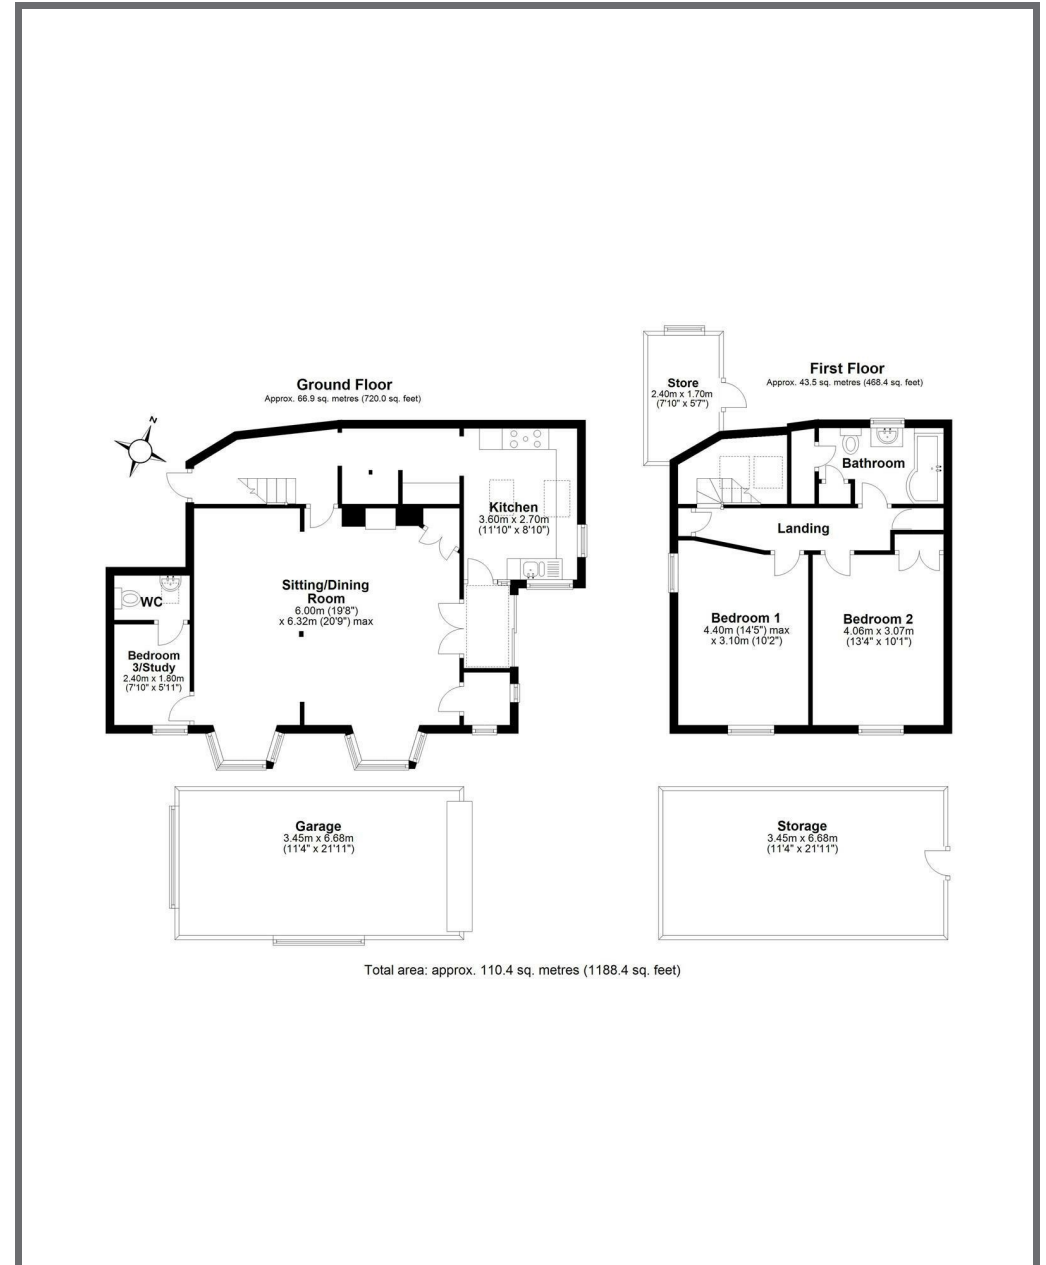 Ground Floor
Approx. 66.9 sq. metres (720.0 sq. feet)
N
Kitchen
3.60m x 2.70m
(11'10" x 8'10")
Sitting/Dining
Room
6.00m (19'8")
x 6.32m (20'9") max
WC
Bedroom
3/Study
2.40m x 1.80m
(7'10" x 5'11")
Garage
3.45m x 6.68m
(11'4" x 21'11")
First Floor
Approx. 43.5 sq. metres (468.4 sq. feet)
Store
2.40m x 1.70m
(7'10" x 5'7")
Bathroom
Landing
Bedroom 1
4.40m (14'5") max
x 3.10m (10'2")
Bedroom 2
4.06m x 3.07m
(13'4" x 10'1")
Storage
3.45m x 6.68m
(11'4" x 21'11")
Total area: approx. 110.4 sq. metres (1188.4 sq. feet)